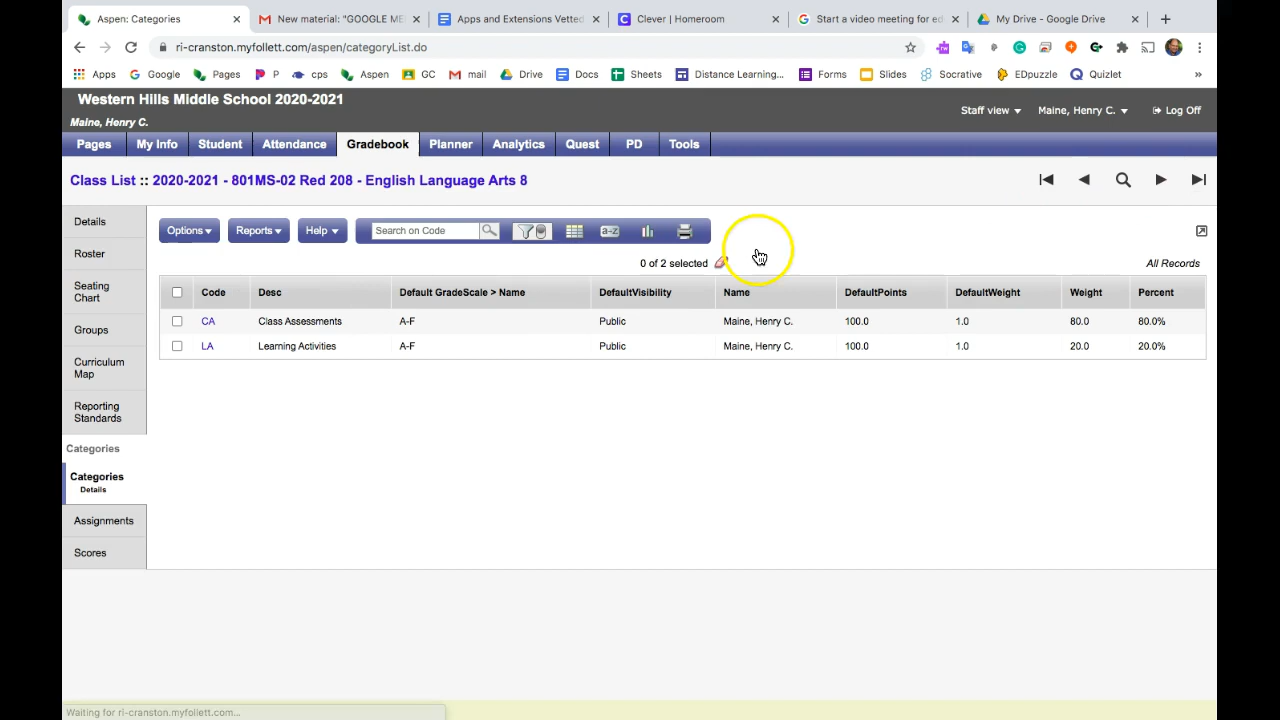 Aspen: Categories
New material: "GOOGLE ME
Apps and Extensions Vetted
Clever | Homeroom
Start a video meeting for ed
My Drive - Google Drive
ri-cranston.myfollett.com/aspen/categoryList.do
Apps Google Pages P cps Aspen GC mail Drive Docs Sheets Distance Learning... Forms Slides Socrative EDpuzzle Quizlet »
Western Hills Middle School 2020-2021
Maine, Henry C.
Staff view Maine, Henry C. Log Off
Pages My Info Student Attendance Gradebook Planner Analytics Quest PD Tools
Class List :: 2020-2021 - 801MS-02 Red 208 - English Language Arts 8
Details
Roster
Seating
Chart
Groups
Curriculum
Map
Reporting
Standards
Categories
Categories
Details
Assignments
Scores
Options Reports Help Search on Code a-z
0 of 2 selected All Records
Code Desc Default GradeScale > Name DefaultVisibility Name DefaultPoints DefaultWeight Weight Percent
CA Class Assessments A-F Public Maine, Henry C. 100.0 1.0 80.0 80.0%
LA Learning Activities A-F Public Maine, Henry C. 100.0 1.0 20.0 20.0%
Waiting for ri-cranston.myfollett.com...